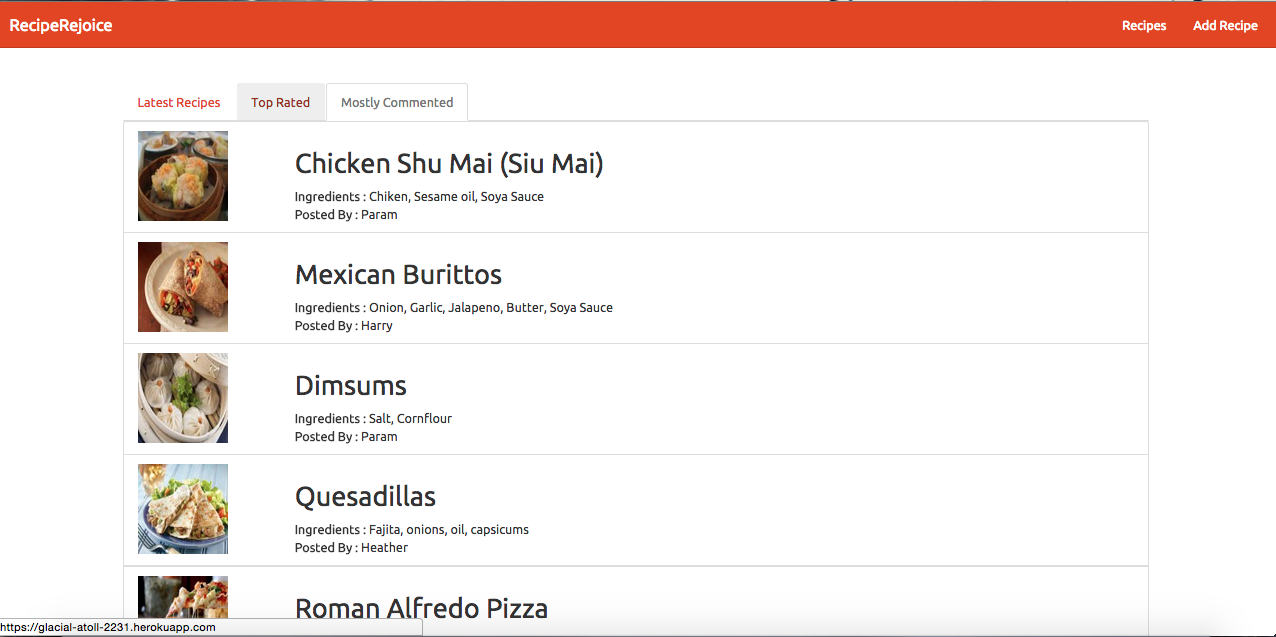 RecipeRejoice
Recipes
Add Recipe
Latest Recipes
Top Rated
Mostly Commented
Chicken Shu Mai (Siu Mai)
Ingredients : Chiken, Sesame oil, Soya Sauce
Posted By : Param
Mexican Burittos
Ingredients : Onion, Garlic, Jalapeno, Butter, Soya Sauce
Posted By : Harry
Dimsums
Ingredients : Salt, Cornflour
Posted By : Param
Quesadillas
Ingredients : Fajita, onions, oil, capsicums
Posted By : Heather
Roman Alfredo Pizza
https://glacial-atoll-2231.herokuapp.com